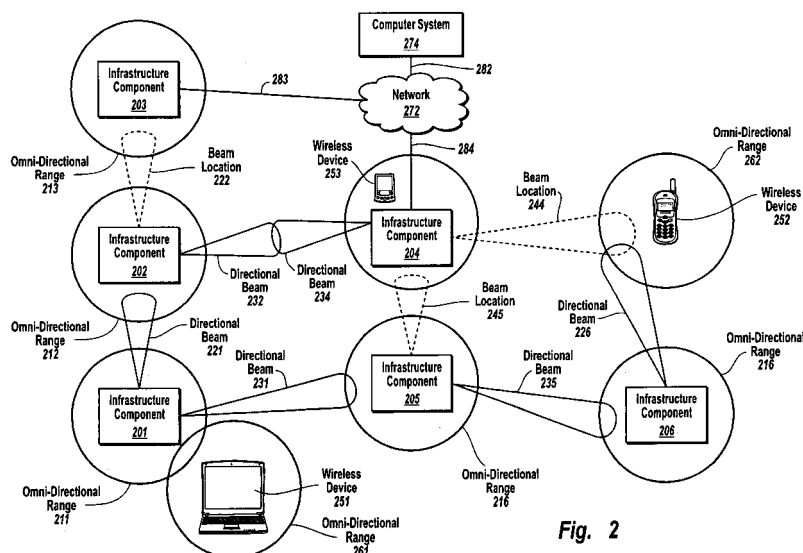 Computer System
274
282
Infrastructure
Component
203
283
Network
272
Wireless
Device
253
284
Omni-Directional
Range
213
Beam
Location
222
Omni-Directional
Range
262
Beam
Location
244
Wireless
Device
252
Infrastructure
Component
202
Infrastructure
Component
204
Directional
Beam
232
Directional
Beam
234
Beam
Location
245
Directional
Beam
226
Omni-Directional
Range
212
Directional
Beam
221
Directional
Beam
231
Directional
Beam
235
Omni-Directional
Range
216
Infrastructure
Component
201
Infrastructure
Component
205
Infrastructure
Component
206
Omni-Directional
Range
211
Wireless
Device
251
Omni-Directional
Range
216
Omni-Directional
Range
261
Fig. 2